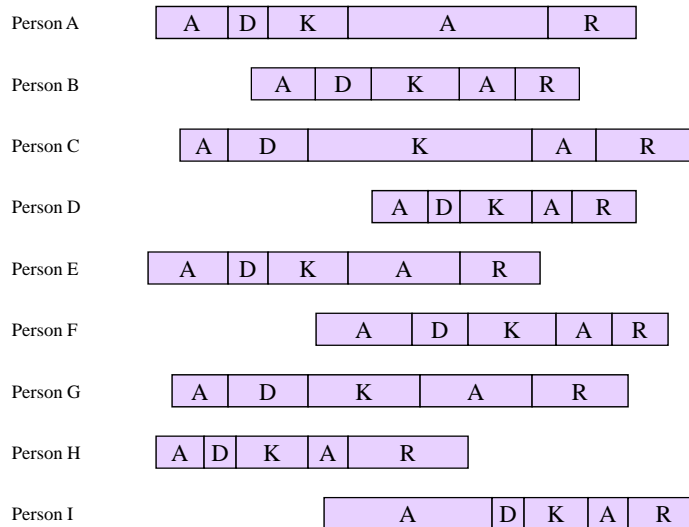 Person A A D K A R
Person B A D K A R
Person C A D K A R
Person D A D K A R
Person E A D K A R
Person F A D K A R
Person G A D K A R
Person H A D K A R
Person I A D K A R